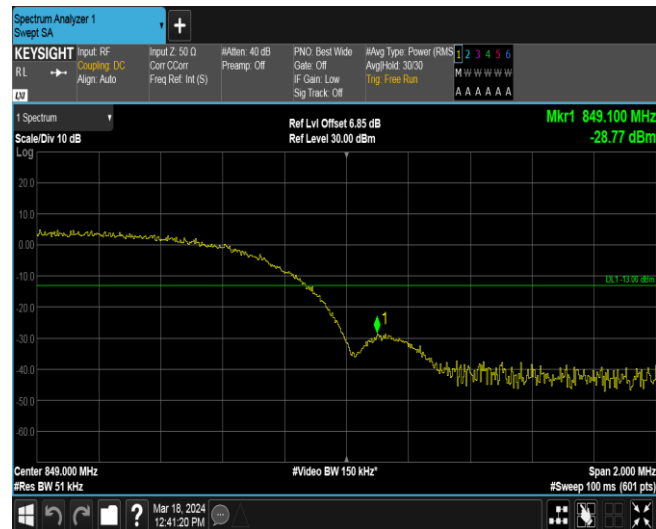 Spectrum Analyzer 1
Swept SA
+
KEYSIGHT
RL
Input: RF
Coupling: DC
Align: Auto
Input Z: 50 Ω
Corr CCorr
Freq Ref: Int (S)
#Atten: 40 dB
Preamp: Off
PNO: Best Wide
Gate: Off
IF Gain: Low
Sig Track: Off
#Avg Type: Power (RMS
Avg|Hold: 30/30
Trig: Free Run
1 2 3 4 5 6
M W W W W W
A A A A A A
LXI
1 Spectrum
Scale/Div 10 dB
Ref Lvl Offset 6.85 dB
Ref Level 30.00 dBm
Mkr1 849.100 MHz
-28.77 dBm
Log
20.0
10.0
0.00
-10.0
DL1 -13.00 dBm
-20.0
1
-30.0
-40.0
-50.0
-60.0
Center 849.000 MHz
#Video BW 150 kHz*
Span 2.000 MHz
#Res BW 51 kHz
#Sweep 100 ms (601 pts)
?
Mar 18, 2024
12:41:20 PM